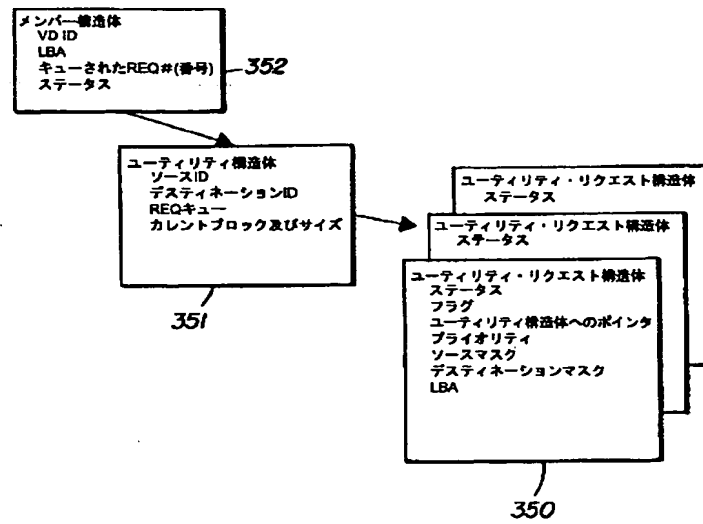 メンバー構造体
VD ID
LBA
キューされたREQ#(番号)
ステータス
352
ユーティリティ構造体
ソースID
デスティネーションID
REQキュー
カレントブロック及びサイズ
351
ユーティリティ・リクエスト構造体
ステータス
ユーティリティ・リクエスト構造体
ステータス
ユーティリティ・リクエスト構造体
ステータス
フラグ
ユーティリティ構造体へのポインタ
プライオリティ
ソースマスク
デスティネーションマスク
LBA
350